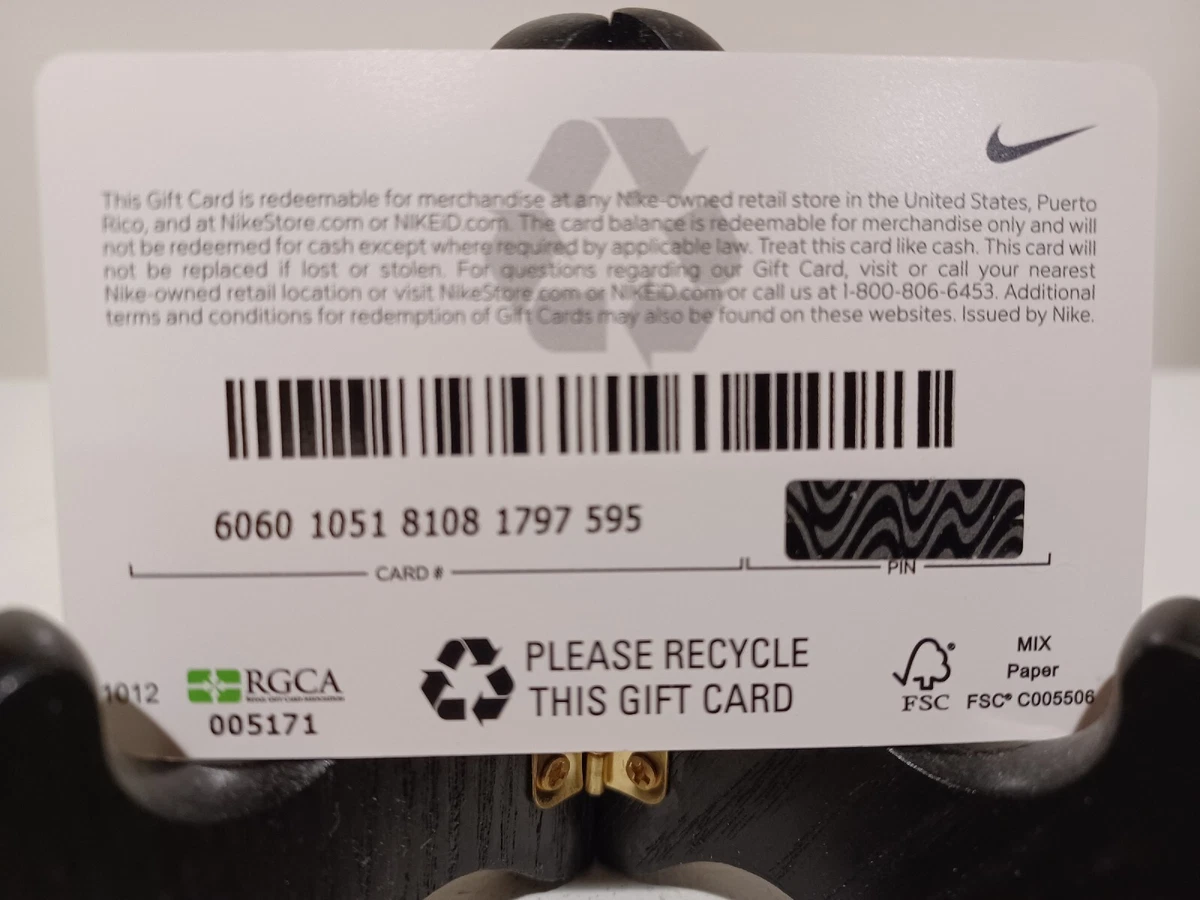 This Gift Card is redeemable for merchandise at any Nike-owned retail store in the United States, Puerto
Rico, and at NikeStore.com or NIKEiD.com. The card balance is redeemable for merchandise only and will
not be redeemed for cash except where required by applicable law. Treat this card like cash. This card will
not be replaced if lost or stolen. For questions regarding our Gift Card, visit or call your nearest
Nike-owned retail location or visit NikeStore.com or NIKEiD.com or call us at 1-800-806-6453. Additional
terms and conditions for redemption of Gift Cards may also be found on these websites. Issued by Nike.
6060 1051 8108 1797 595
CARD #
PIN
1012
RGCA
005171
PLEASE RECYCLE
THIS GIFT CARD
FSC
MIX
Paper
FSC® C005506